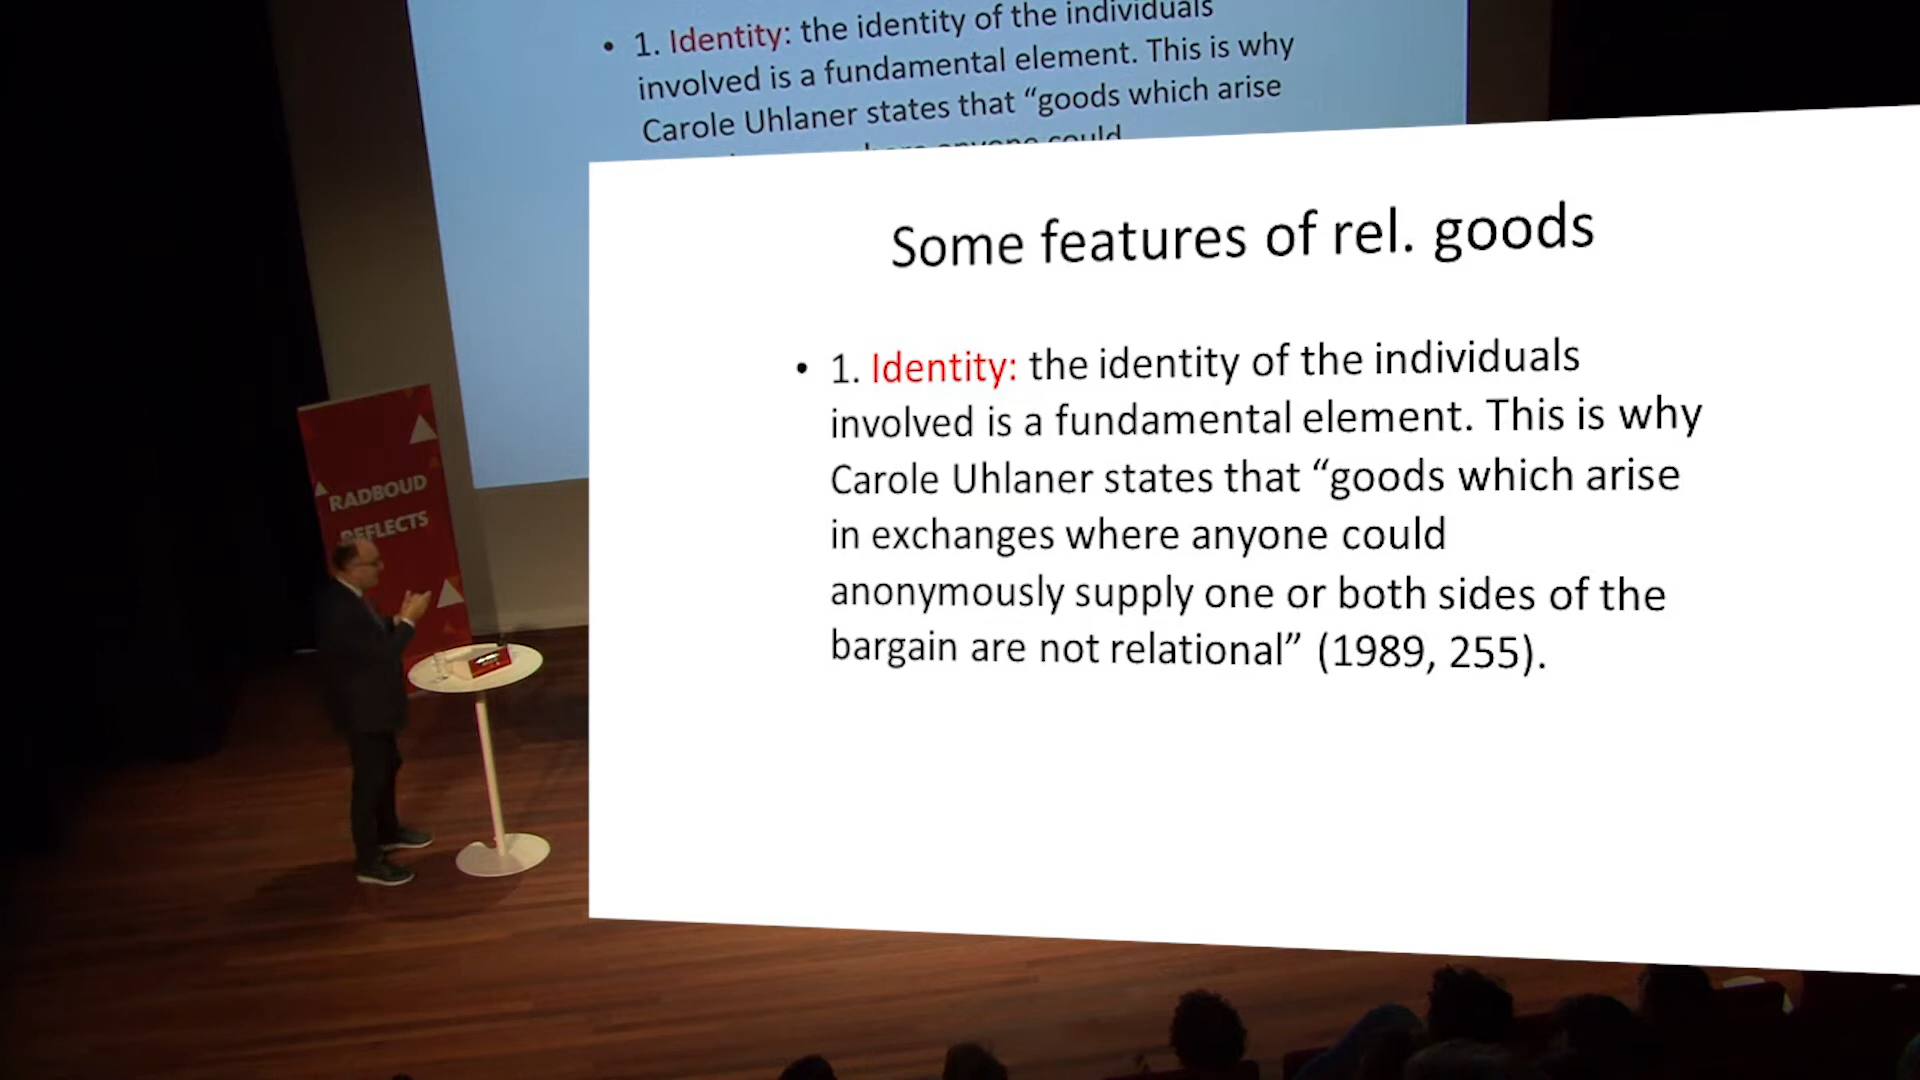 • 1. Identity: the identity of the individuals
involved is a fundamental element. This is why
Carole Uhlaner states that “goods which arise
anyone could
Some features of rel. goods
• 1. Identity: the identity of the individuals
involved is a fundamental element. This is why
Carole Uhlaner states that “goods which arise
in exchanges where anyone could
anonymously supply one or both sides of the
bargain are not relational” (1989, 255).
RADBOUD
REFLECTS